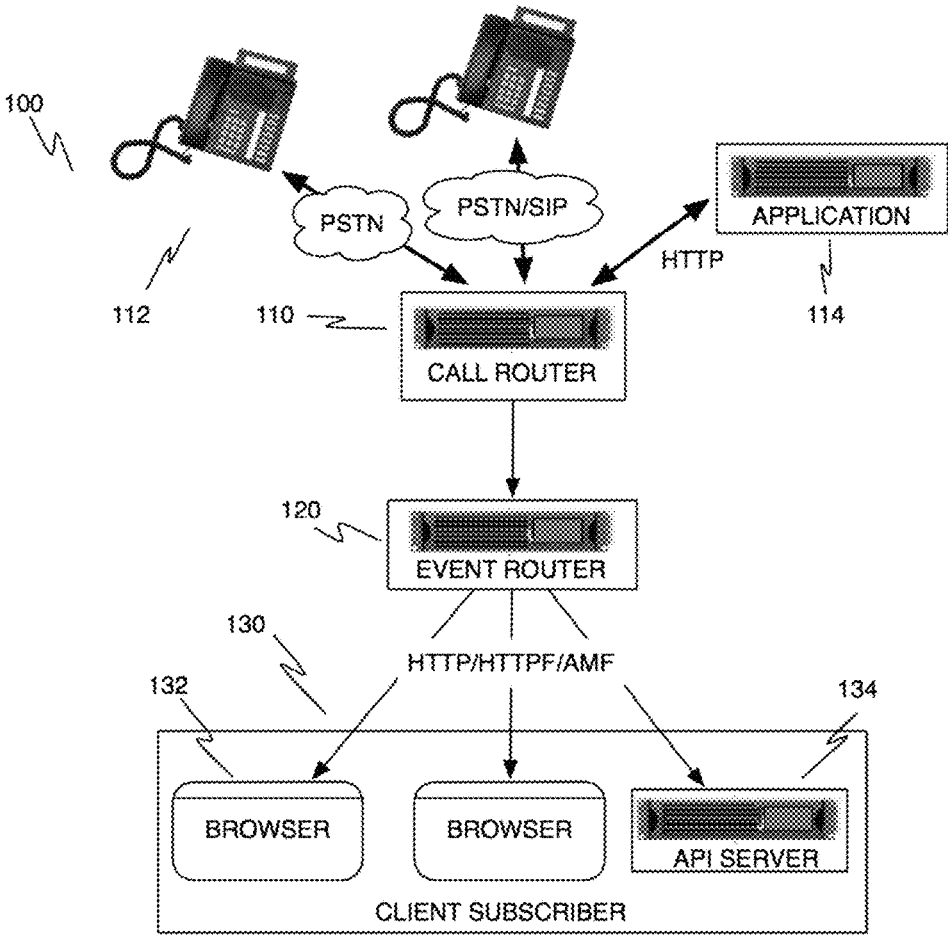 100
PSTN
PSTN/SIP
APPLICATION
HTTP
112
110
114
CALL ROUTER
120
EVENT ROUTER
130
HTTP/HTTPF/AMF
132
134
BROWSER
BROWSER
API SERVER
CLIENT SUBSCRIBER